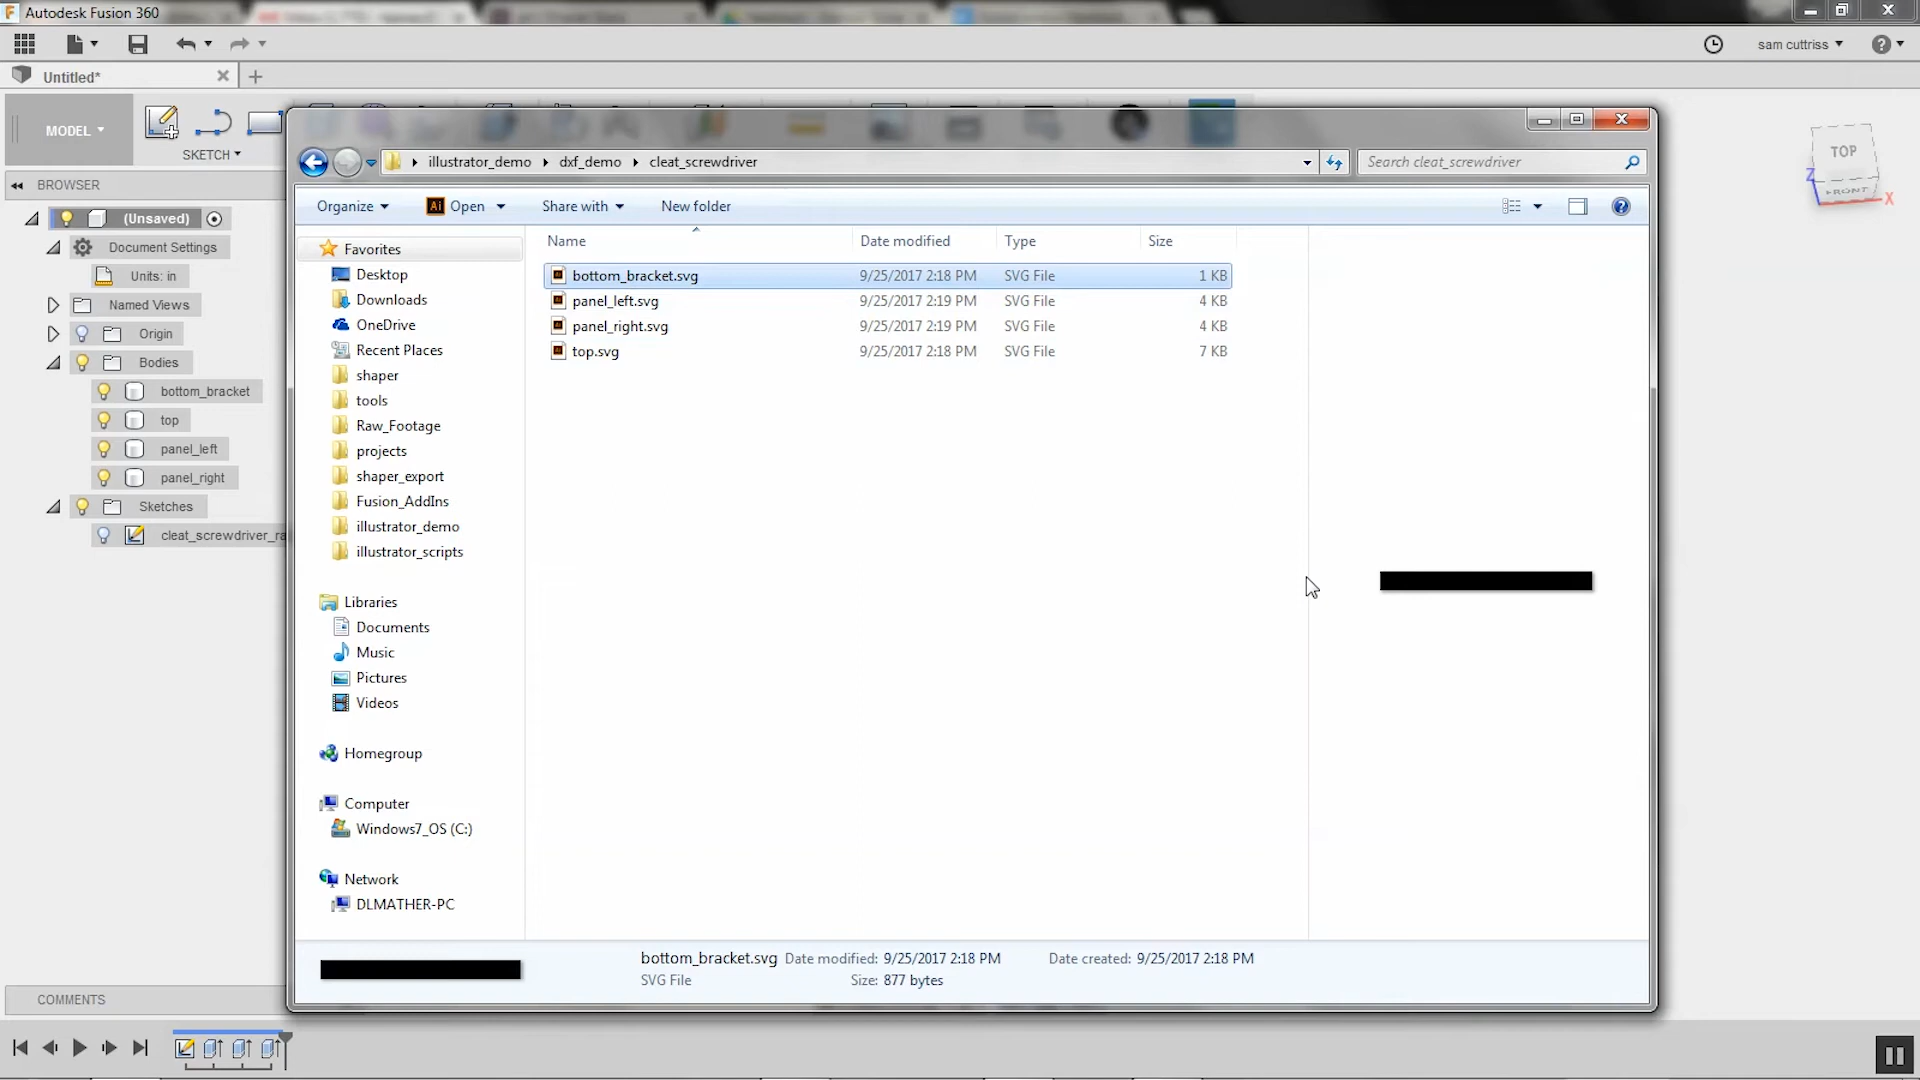 Autodesk Fusion 360
sam cuttriss
Untitled*
MODEL
SKETCH
BROWSER
(Unsaved)
Document Settings
Units: in
Named Views
Origin
Bodies
bottom_bracket
top
panel_left
panel_right
Sketches
cleat_screwdriver_ra
TOP
FRONT
Z
X
illustrator_demo
dxf_demo
cleat_screwdriver
Search cleat_screwdriver
Organize
Ai Open
Share with
New folder
Name Date modified Type Size
bottom_bracket.svg 9/25/2017 2:18 PM SVG File 1 KB
panel_left.svg 9/25/2017 2:19 PM SVG File 4 KB
panel_right.svg 9/25/2017 2:19 PM SVG File 4 KB
top.svg 9/25/2017 2:18 PM SVG File 7 KB
Favorites
Desktop
Downloads
OneDrive
Recent Places
shaper
tools
Raw_Footage
projects
shaper_export
Fusion_AddIns
illustrator_demo
illustrator_scripts
Libraries
Documents
Music
Pictures
Videos
Homegroup
Computer
Windows7_OS (C:)
Network
DLMATHER-PC
bottom_bracket.svg Date modified: 9/25/2017 2:18 PM Date created: 9/25/2017 2:18 PM
SVG File Size: 877 bytes
COMMENTS